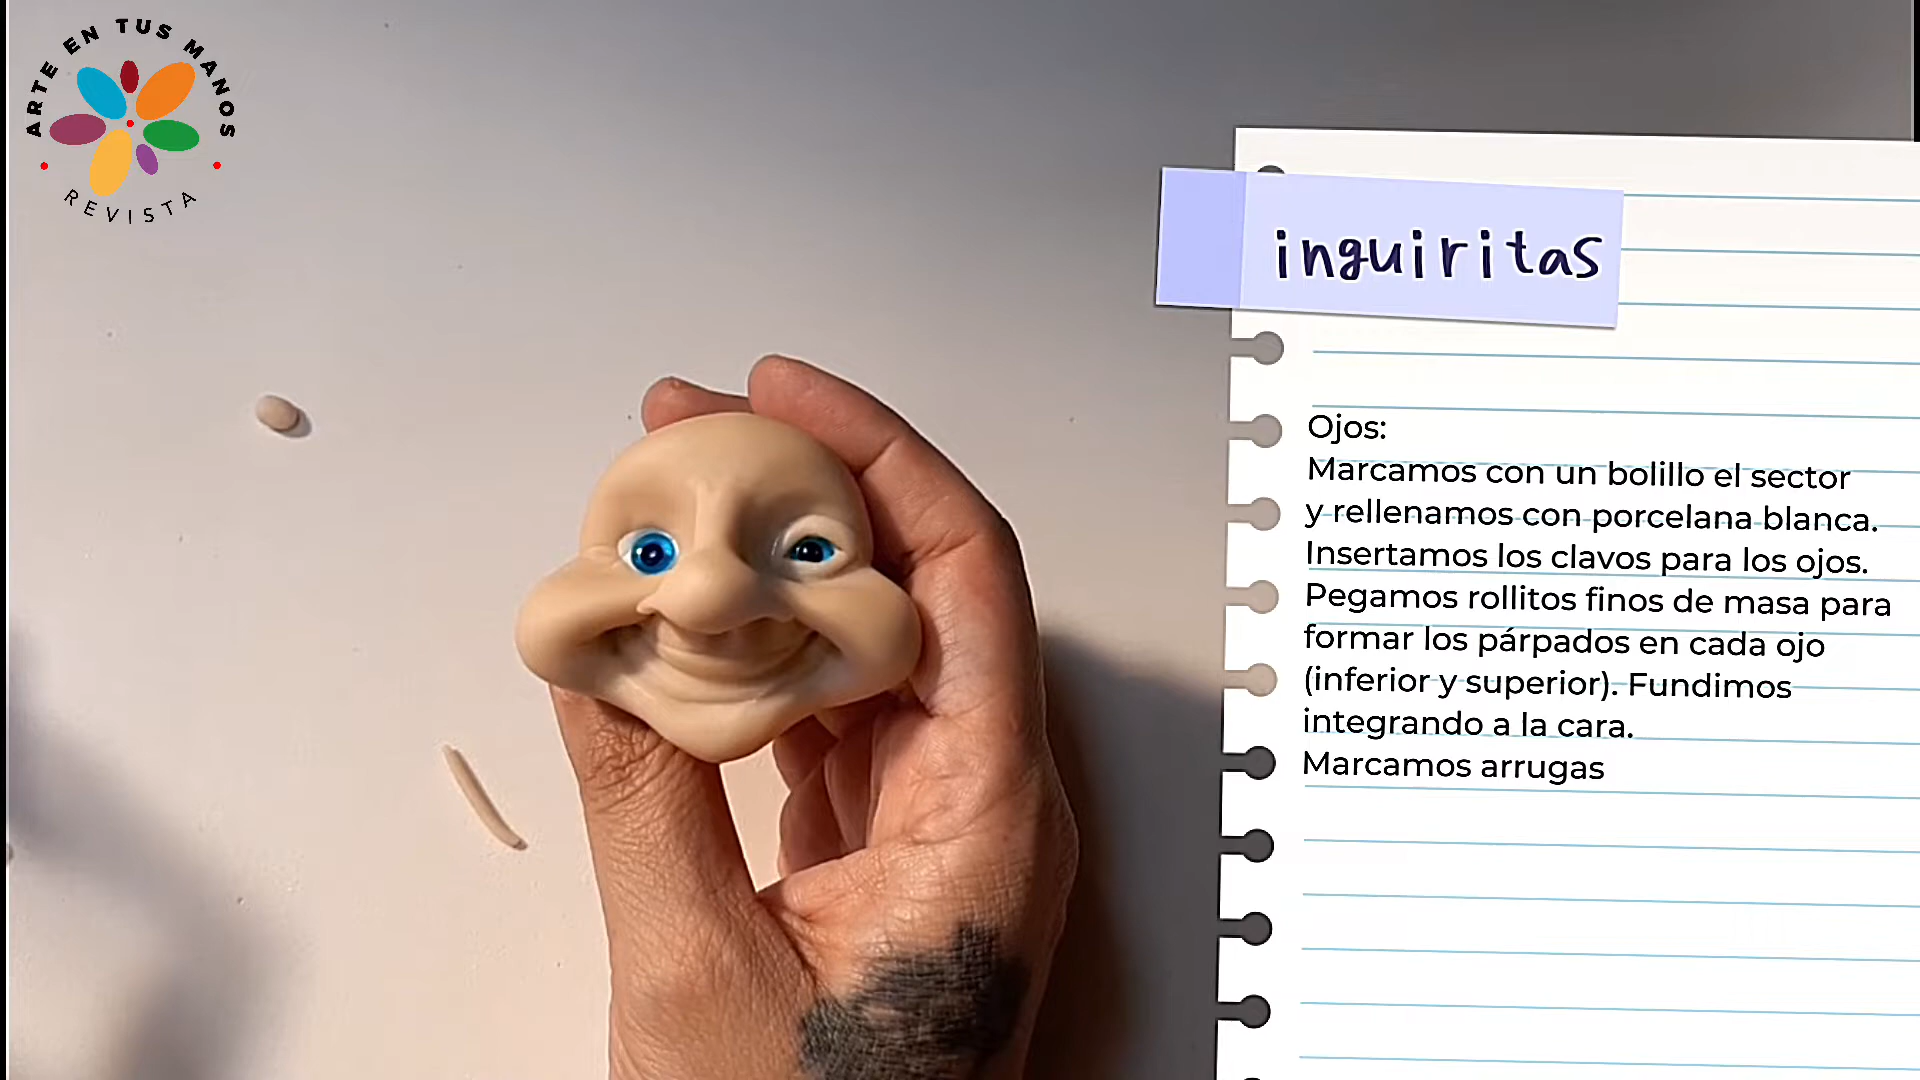 ARTE EN TUS MANOS
REVISTA
inguiritas
Ojos:
Marcamos con un bolillo el sector
y rellenamos con porcelana blanca.
Insertamos los clavos para los ojos.
Pegamos rollitos finos de masa para
formar los párpados en cada ojo
(inferior y superior). Fundimos
integrando a la cara.
Marcamos arrugas